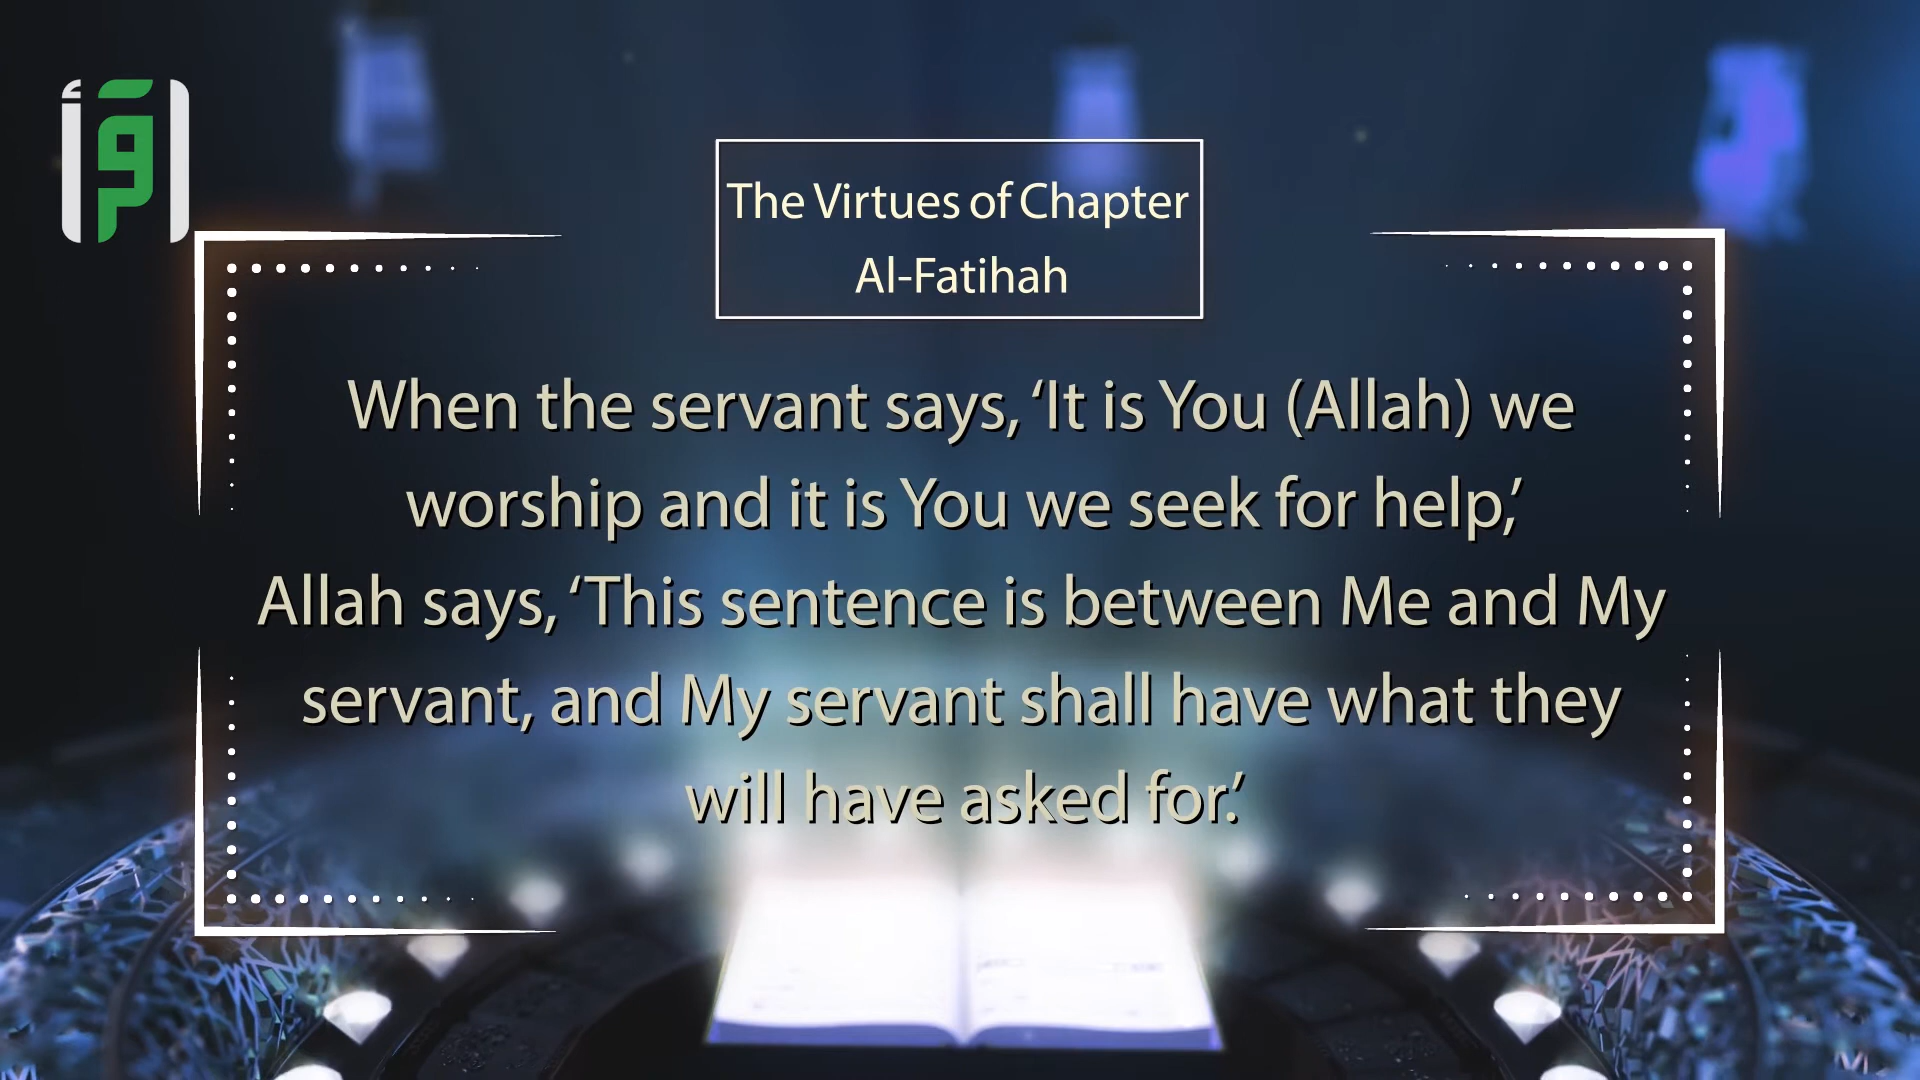 اقرأ
The Virtues of Chapter
Al-Fatihah
When the servant says, ‘It is You (Allah) we
worship and it is You we seek for help,’
Allah says, ‘This sentence is between Me and My
servant, and My servant shall have what they
will have asked for.’